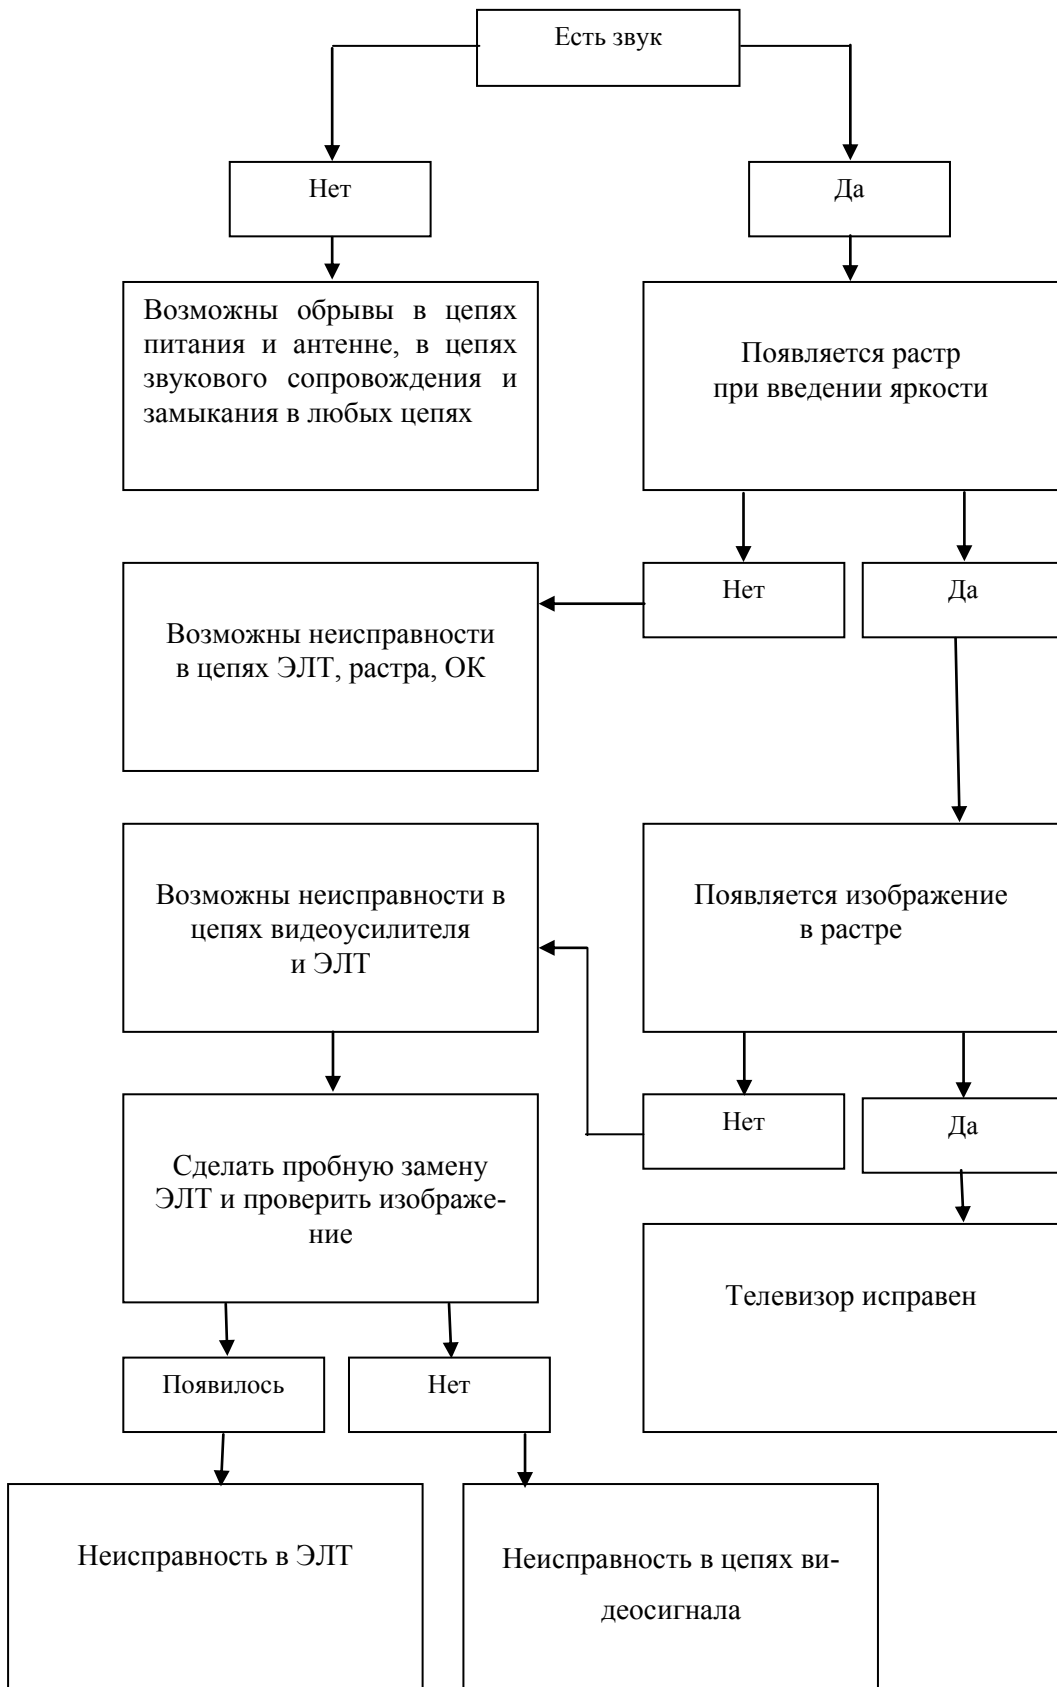 Есть звук
Нет
Да
Возможны обрывы в цепях
питания и антенне, в цепях
звукового сопровождения и
замыкания в любых цепях
Появляется растр
при введении яркости
Нет
Да
Возможны неисправности
в цепях ЭЛТ, растра, ОК
Возможны неисправности в
цепях видеоусилителя
и ЭЛТ
Появляется изображение
в растре
Нет
Да
Сделать пробную замену
ЭЛТ и проверить изображе-
ние
Телевизор исправен
Появилось
Нет
Неисправность в ЭЛТ
Неисправность в цепях ви-
деосигнала